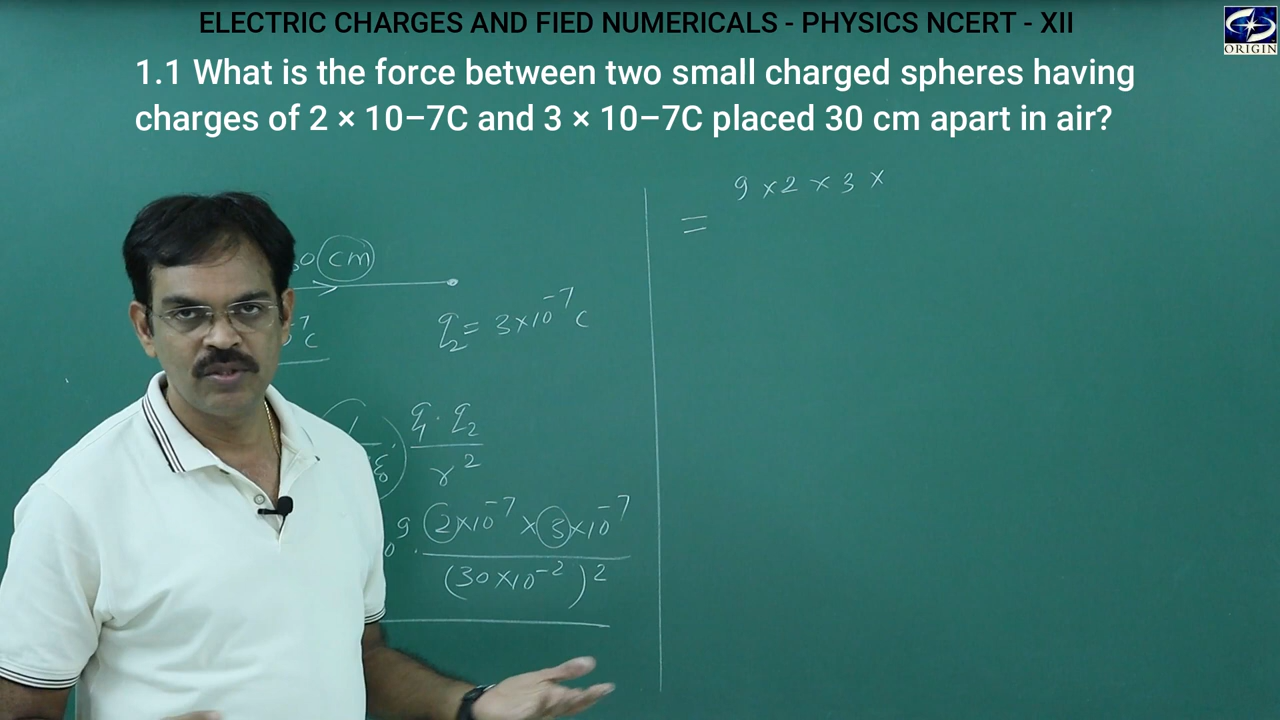 ELECTRIC CHARGES AND FIED NUMERICALS - PHYSICS NCERT - XII
ORIGIN
1.1 What is the force between two small charged spheres having
charges of 2 × 10–7C and 3 × 10–7C placed 30 cm apart in air?
0 cm
q₂ = 3×10⁻⁷ C
⁻⁷ C
q₁ · q₂
r²
9 2×10⁻⁷ × 3×10⁻⁷
(30×10⁻²)²
9 × 2 × 3 ×
=